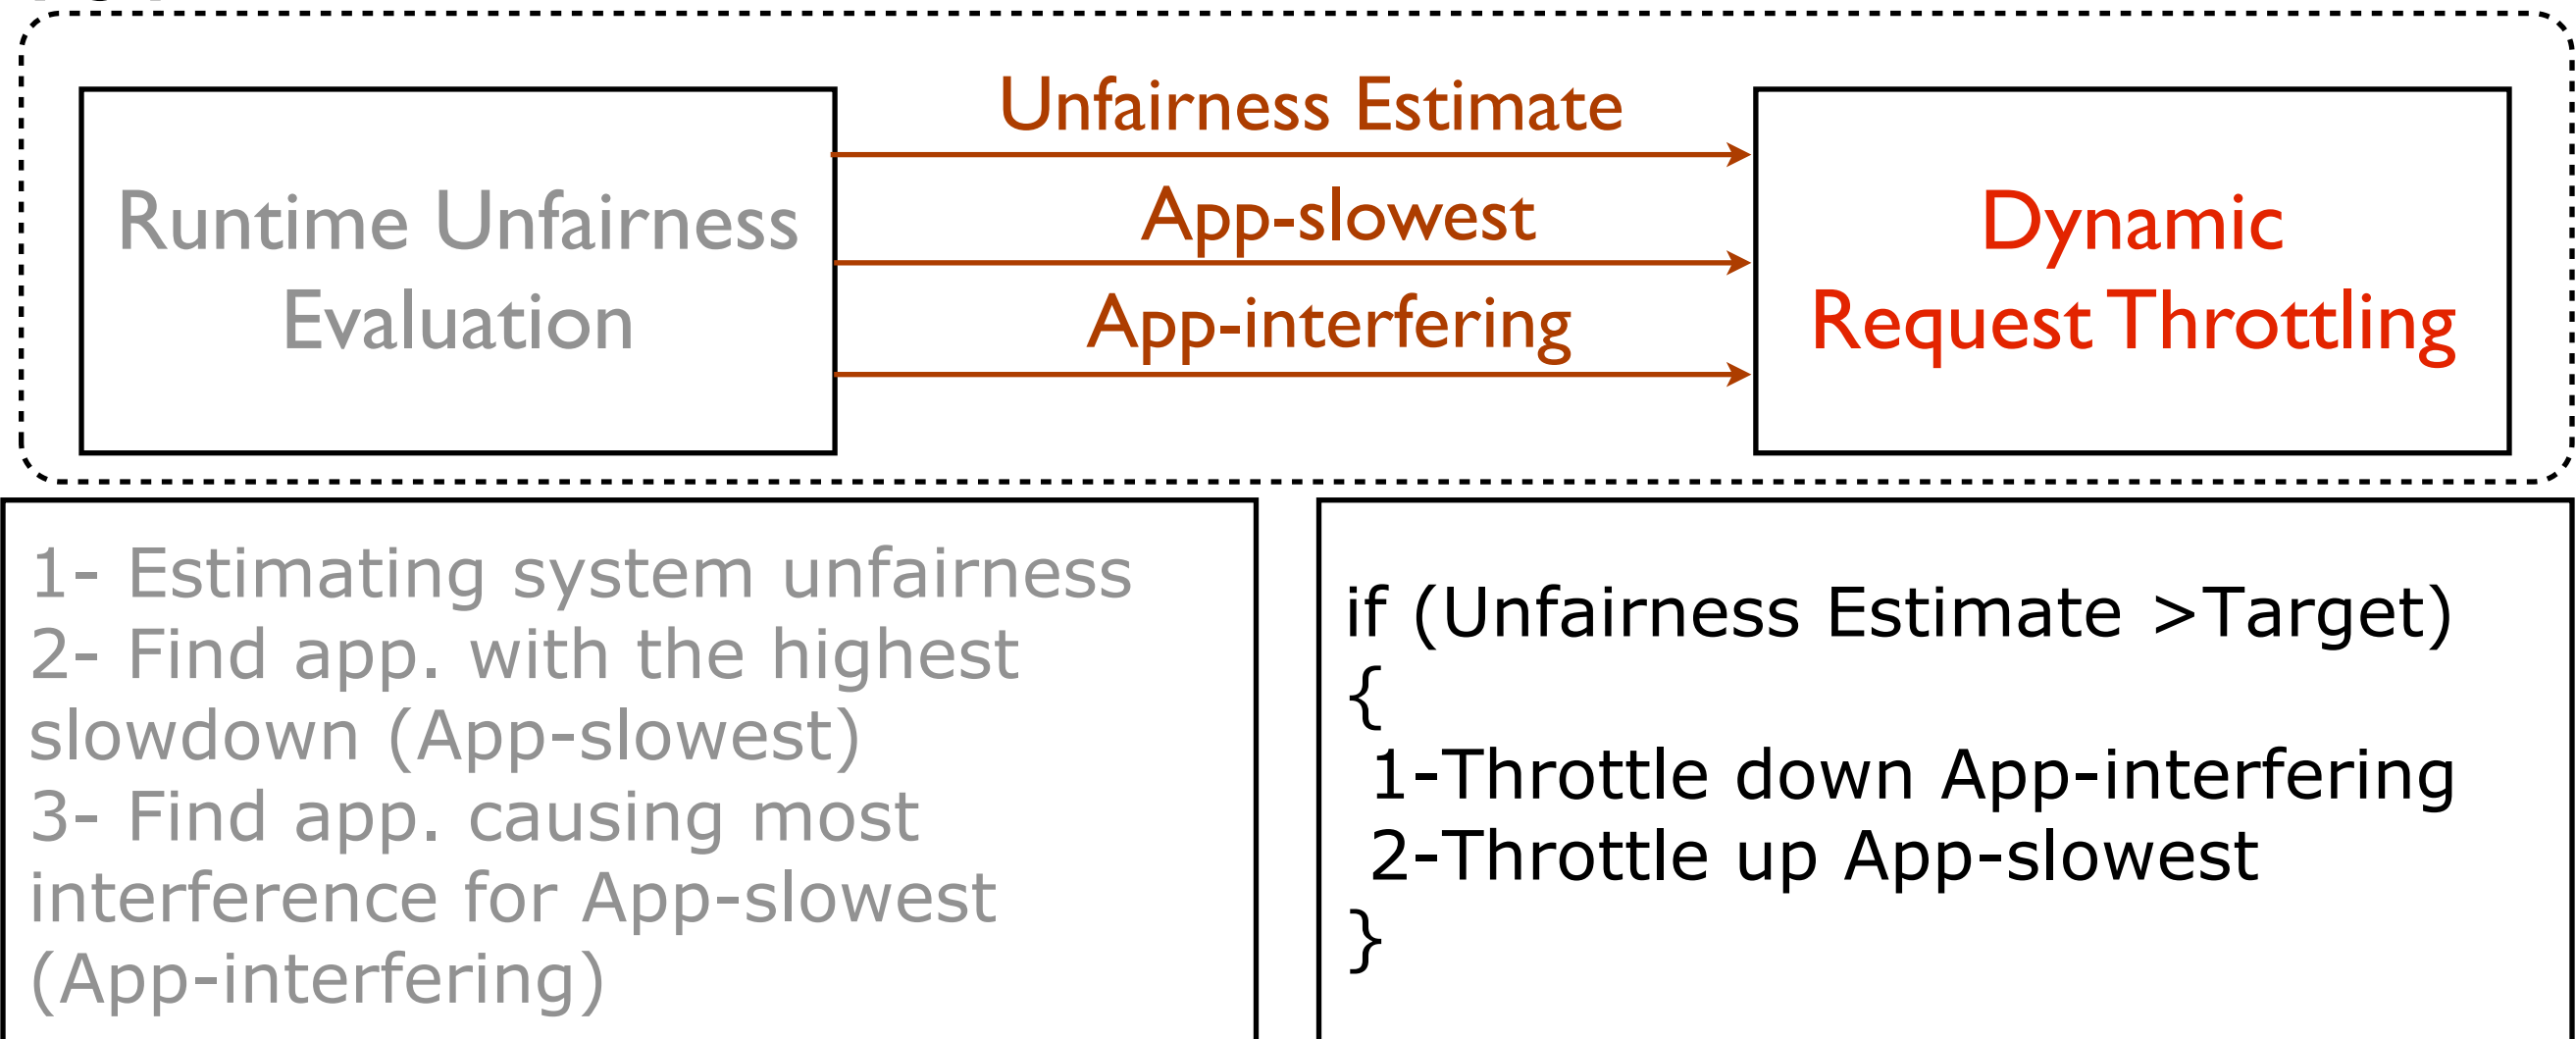 Unfairness Estimate
Runtime Unfairness
Evaluation
App-slowest
App-interfering
Dynamic
Request Throttling
1- Estimating system unfairness
2- Find app. with the highest
slowdown (App-slowest)
3- Find app. causing most
interference for App-slowest
(App-interfering)
if (Unfairness Estimate >Target)
{
1-Throttle down App-interfering
2-Throttle up App-slowest
}